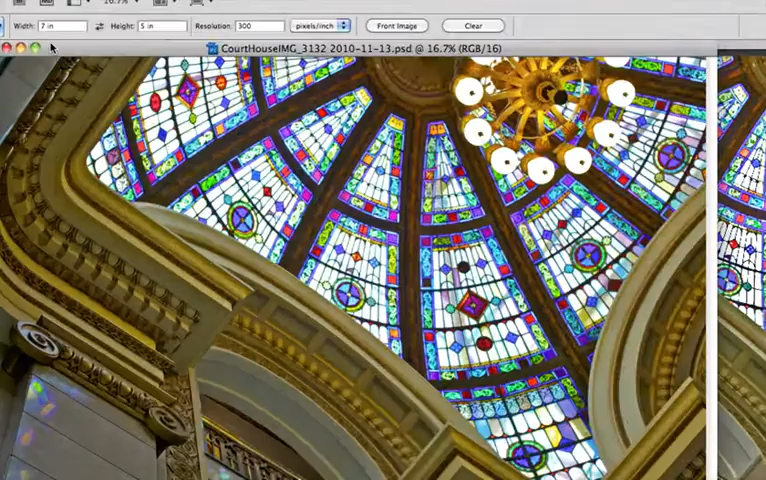 16.7%
Width: 7 in Height: 5 in Resolution: 300 pixels/inch Front Image Clear
CourtHouseIMG_3132 2010-11-13.psd @ 16.7% (RGB/16)